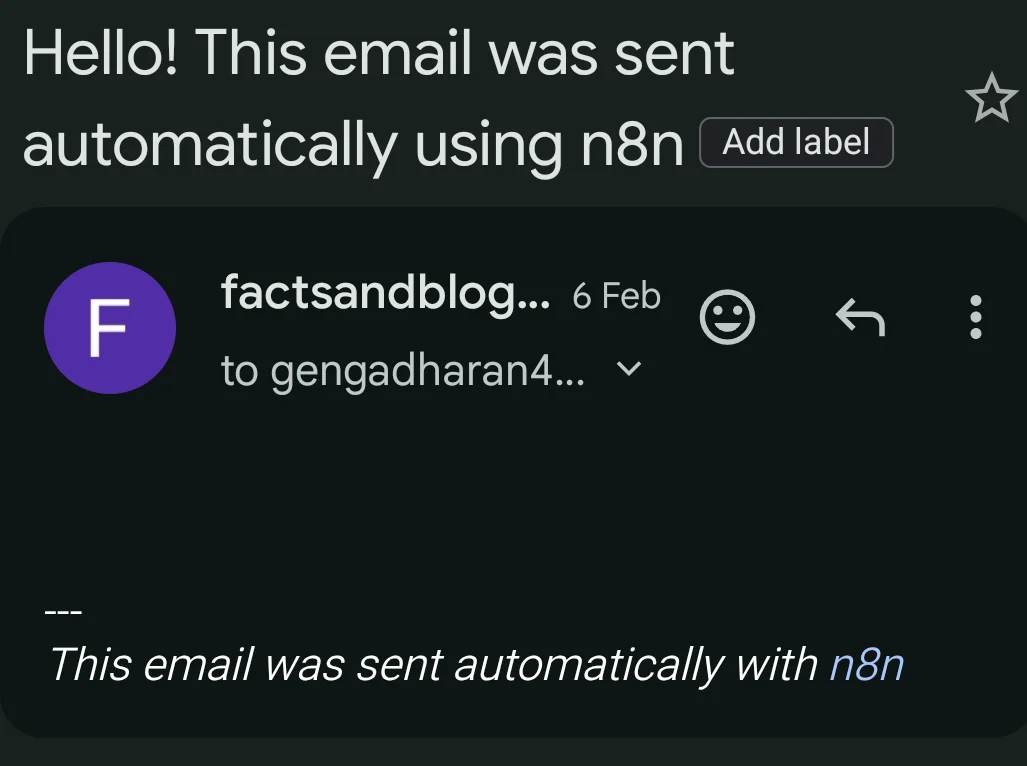 Hello! This email was sent
automatically using n8n Add label
F
factsandblog... 6 Feb
to gengadharan4...
---
This email was sent automatically with n8n